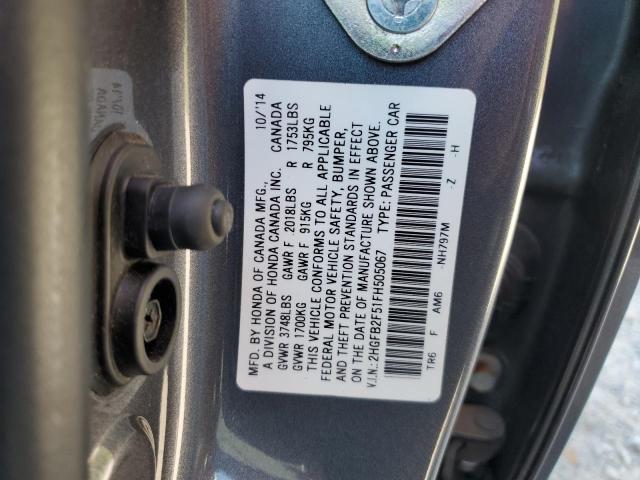 MFD. BY HONDA OF CANADA MFG., 10/'14
A DIVISION OF HONDA CANADA INC. CANADA
GVWR 3748LBS GAWR F 2018LBS R 1753LBS
GVWR 1700KG GAWR F 915KG R 795KG
THIS VEHICLE CONFORMS TO ALL APPLICABLE
FEDERAL MOTOR VEHICLE SAFETY, BUMPER,
AND THEFT PREVENTION STANDARDS IN EFFECT
ON THE DATE OF MANUFACTURE SHOWN ABOVE.
V.I.N.: 2HGFB2F51FH505067 TYPE: PASSENGER CAR
TR6 F AM6 -NH797M -Z -H